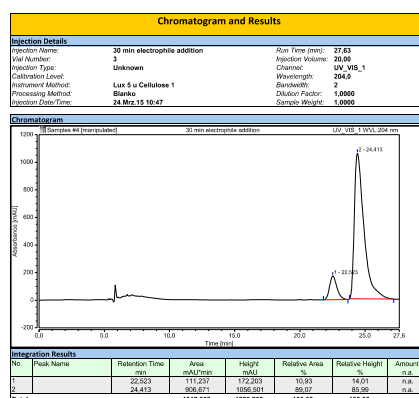 Chromatogram and Results
Injection Details
Injection Name: 30 min electrophile addition Run Time (min): 27,63
Vial Number: 3 Injection Volume: 20,00
Injection Type: Unknown Channel: UV_VIS_1
Calibration Level: Wavelength: 204,0
Instrument Method: Lux 5 u Cellulose 1 Bandwidth: 2
Processing Method: Blanko Dilution Factor: 1,0000
Injection Date/Time: 24.Mrz.15 10:47 Sample Weight: 1,0000
Chromatogram
Samples #4 [manipulated] 30 min electrophile addition UV_VIS_1 WVL:204 nm
1200
1000
800
600
400
200
0
-200
Absorbance [mAU]
2 - 24,413
1 - 22,523
0,0 5,0 10,0 15,0 20,0 27,6
Time [min]
Integration Results
No. Peak Name Retention Time Area Height Relative Area Relative Height Amount
min mAU*min mAU % % n.a.
1 22,523 111,237 172,203 10,93 14,01 n.a.
2 24,413 906,671 1056,501 89,07 85,99 n.a.